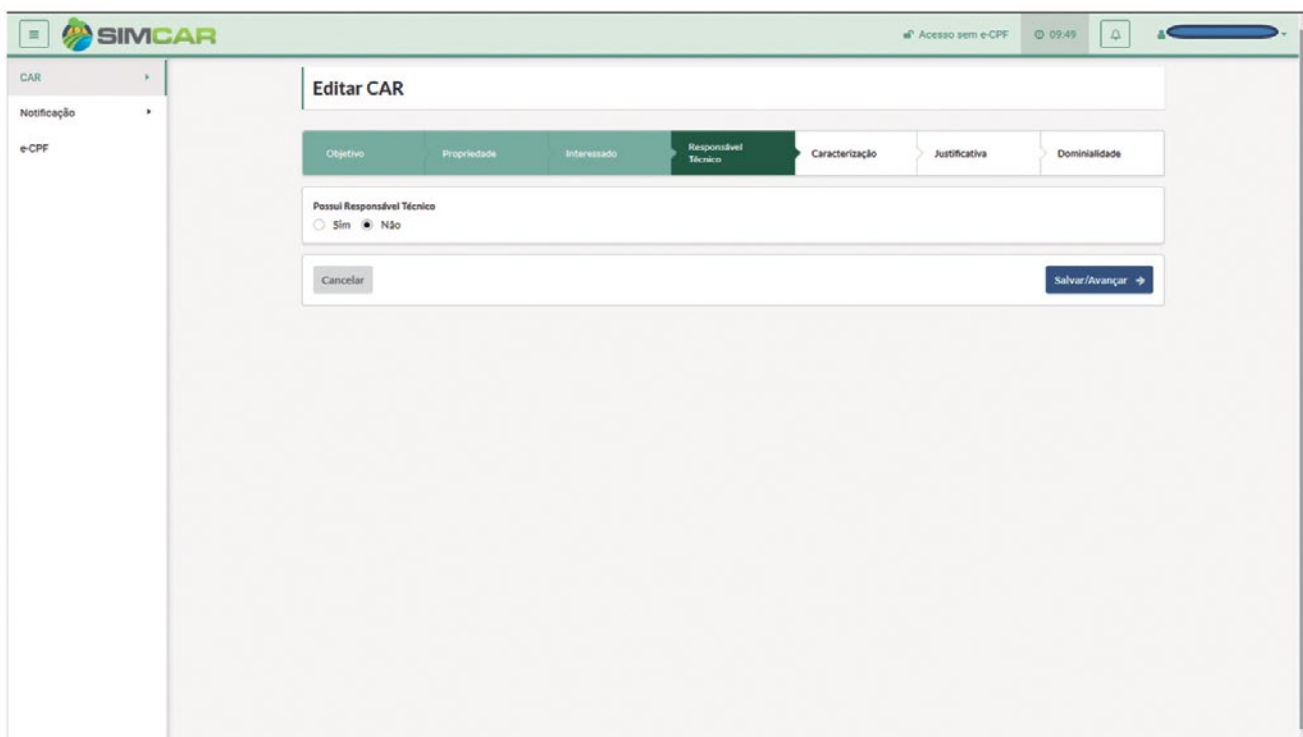 SIMCAR
Acesso sem e-CPF
09:49
CAR
Notificação
e-CPF
Editar CAR
Objetivo
Propriedade
Interessado
Responsável
Técnico
Caracterização
Justificativa
Dominialidade
Possui Responsável Técnico
Sim
Não
Cancelar
Salvar/Avançar